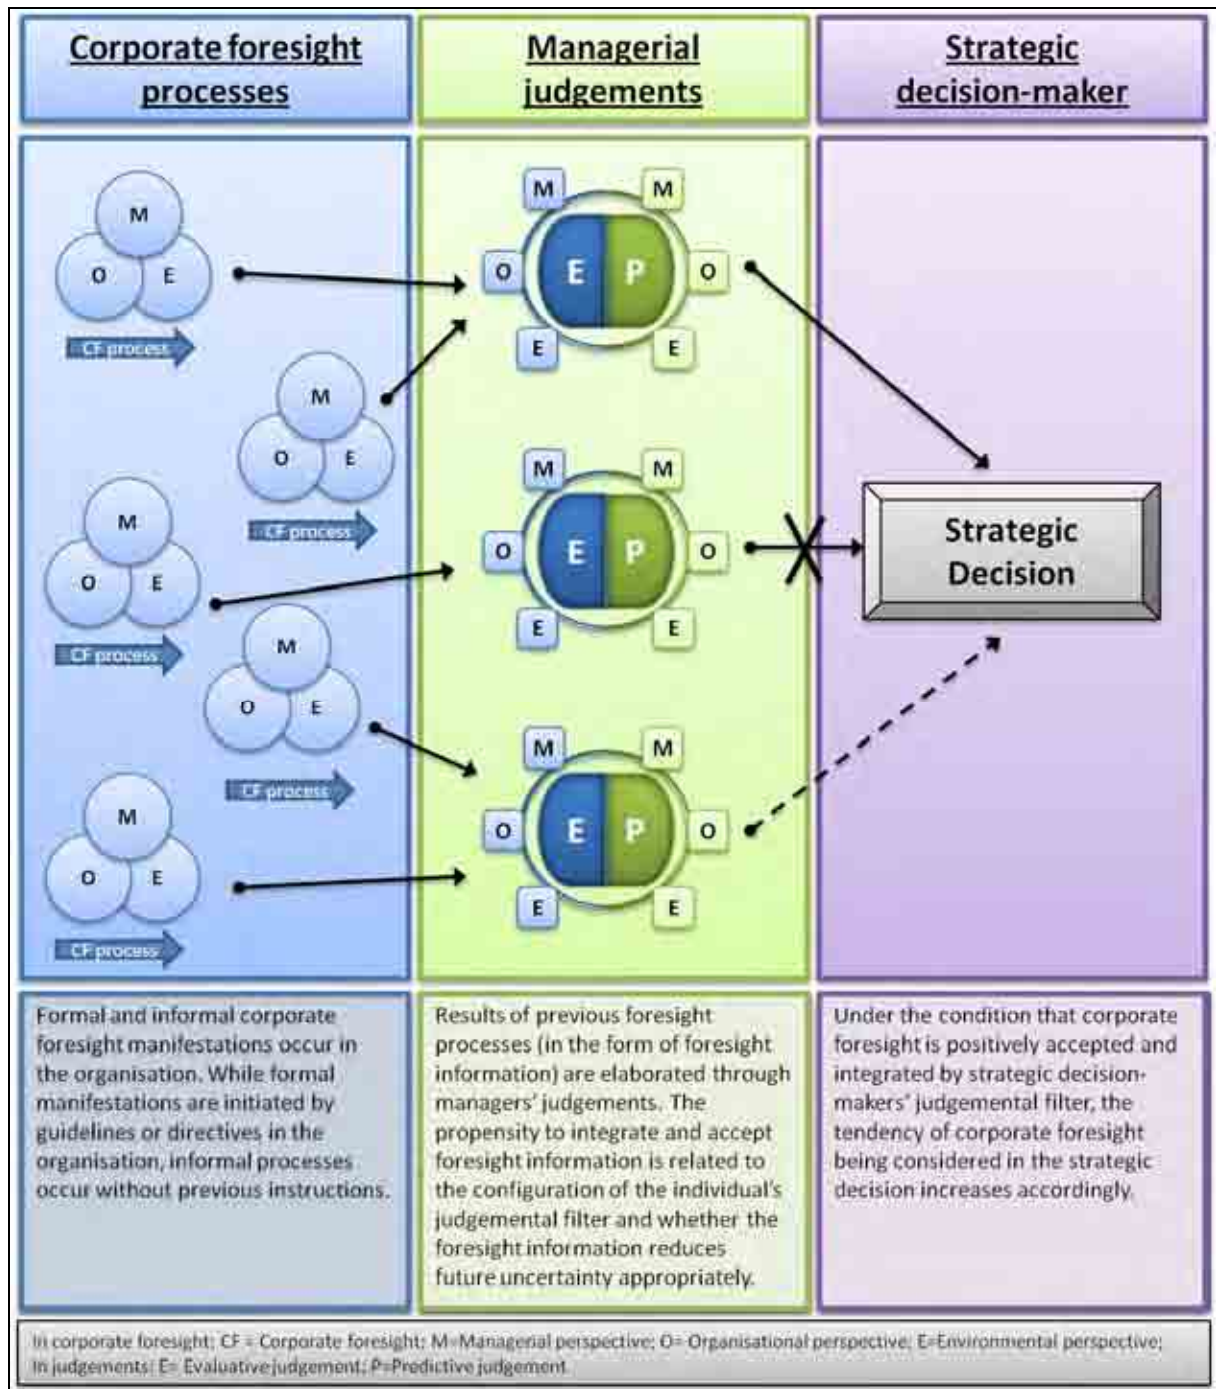 Corporate foresight
processes
Managerial
judgements
Strategic
decision-maker
M
O E
CF process
M
O E
CF process
M
O E
CF process
M
O E
CF process
M
O E
CF process
M M
O E P O
E E
M M
O E P O
E E
M M
O E P O
E E
Strategic
Decision
Formal and informal corporate
foresight manifestations occur in
the organisation. While formal
manifestations are initiated by
guidelines or directives in the
organisation, informal processes
occur without previous instructions.
Results of previous foresight
processes (in the form of foresight
information) are elaborated through
managers' judgements. The
propensity to integrate and accept
foresight information is related to
the configuration of the individual's
judgemental filter and whether the
foresight information reduces
future uncertainty appropriately.
Under the condition that corporate
foresight is positively accepted and
integrated by strategic decision-
makers' judgemental filter, the
tendency of corporate foresight
being considered in the strategic
decision increases accordingly.
In corporate foresight: CF = Corporate foresight; M=Managerial perspective; O= Organisational perspective; E=Environmental perspective;
In judgements: E= Evaluative judgement; P=Predictive judgement